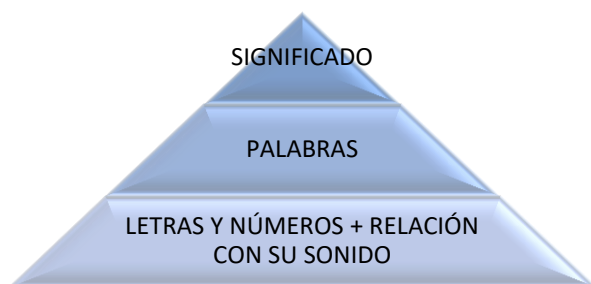 SIGNIFICADO
PALABRAS
LETRAS Y NÚMEROS + RELACIÓN
CON SU SONIDO